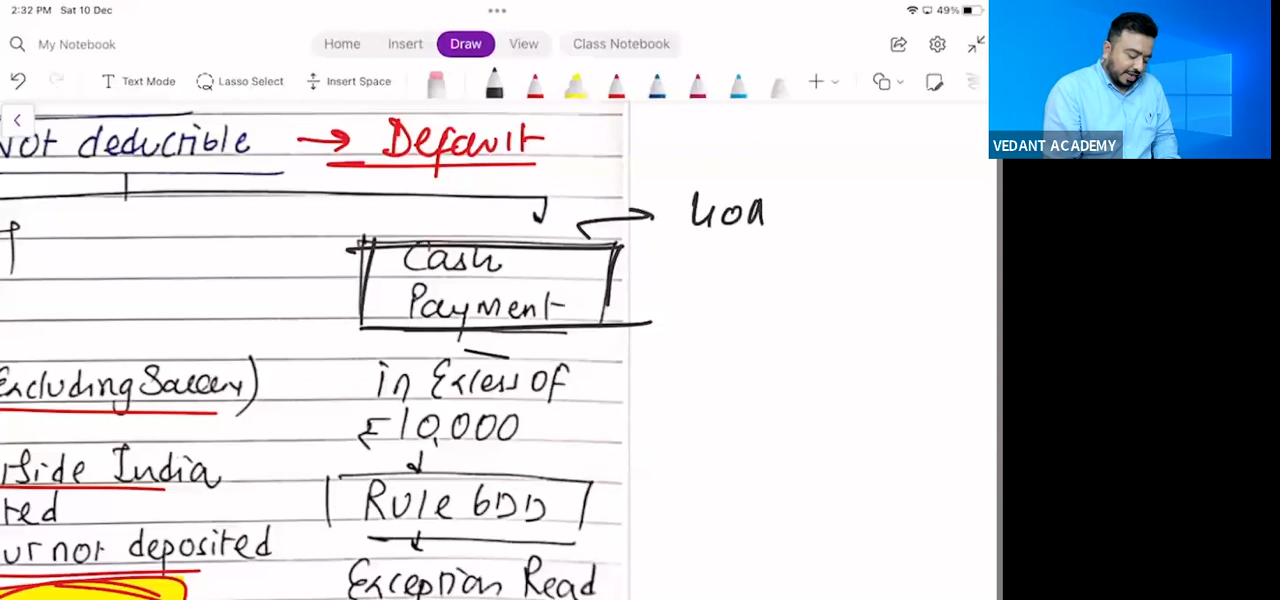 2:32 PM Sat 10 Dec
49%
My Notebook
Home Insert Draw View Class Notebook
Text Mode Lasso Select Insert Space
VEDANT ACADEMY
Not deductible → Default
40A
Cash
Payment
(Excluding Salary)
in Excess of
₹10,000
side India
Rule 6DD
red
ur not deposited
Exception Read